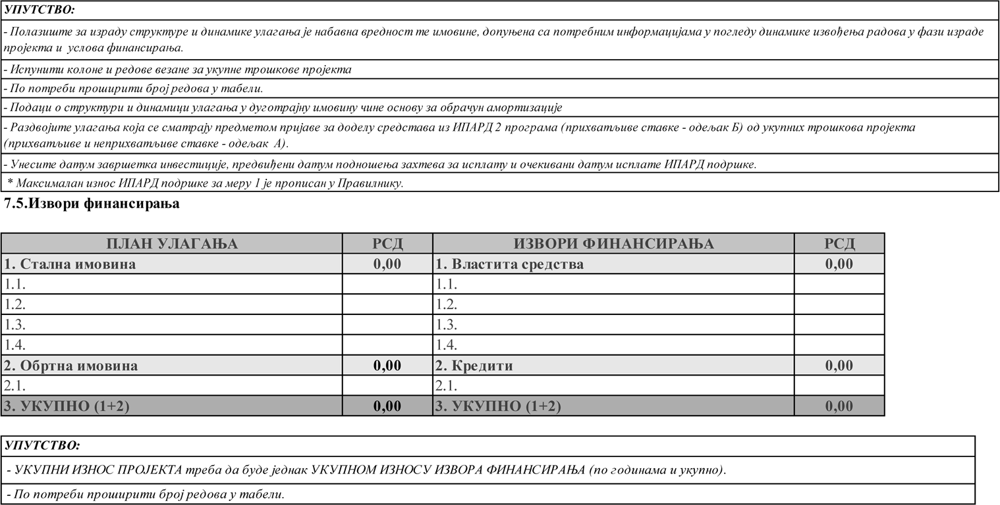 УПУТСТВО:
- Полазиште за израду структуре и динамике улагања је набавна вредност те имовине, допуњена са потребним информацијама у погледу динамике извођења радова у фази израде
пројекта и услова финансирања.
- Испунити колоне и редове везане за укупне трошкове пројекта
- По потреби проширити број редова у табели.
- Подаци о структури и динамици улагања у дуготрајну имовину чине основу за обрачун амортизације
- Раздвојите улагања која се сматрају предметом пријаве за доделу средстава из ИПАРД 2 програма (прихватљиве ставке - одељак Б) од укупних трошкова пројекта
(прихватљиве и неприхватљиве ставке - одељак А).
- Унесите датум завршетка инвестиције, предвиђени датум подношења захтева за исплату и очекивани датум исплате ИПАРД подршке.
* Максималан износ ИПАРД подршке за меру 1 је прописан у Правилнику.
7.5.Извори финансирања
ПЛАН УЛАГАЊА РСД ИЗВОРИ ФИНАНСИРАЊА РСД
1. Стална имовина 0,00 1. Властита средства 0,00
1.1. 1.1.
1.2. 1.2.
1.3. 1.3.
1.4. 1.4.
2. Обртна имовина 0,00 2. Кредити 0,00
2.1. 2.1.
3. УКУПНО (1+2) 0,00 3. УКУПНО (1+2) 0,00
УПУТСТВО:
- УКУПНИ ИЗНОС ПРОЈЕКТА треба да буде једнак УКУПНОМ ИЗНОСУ ИЗВОРА ФИНАНСИРАЊА (по годинама и укупно).
- По потреби проширити број редова у табели.